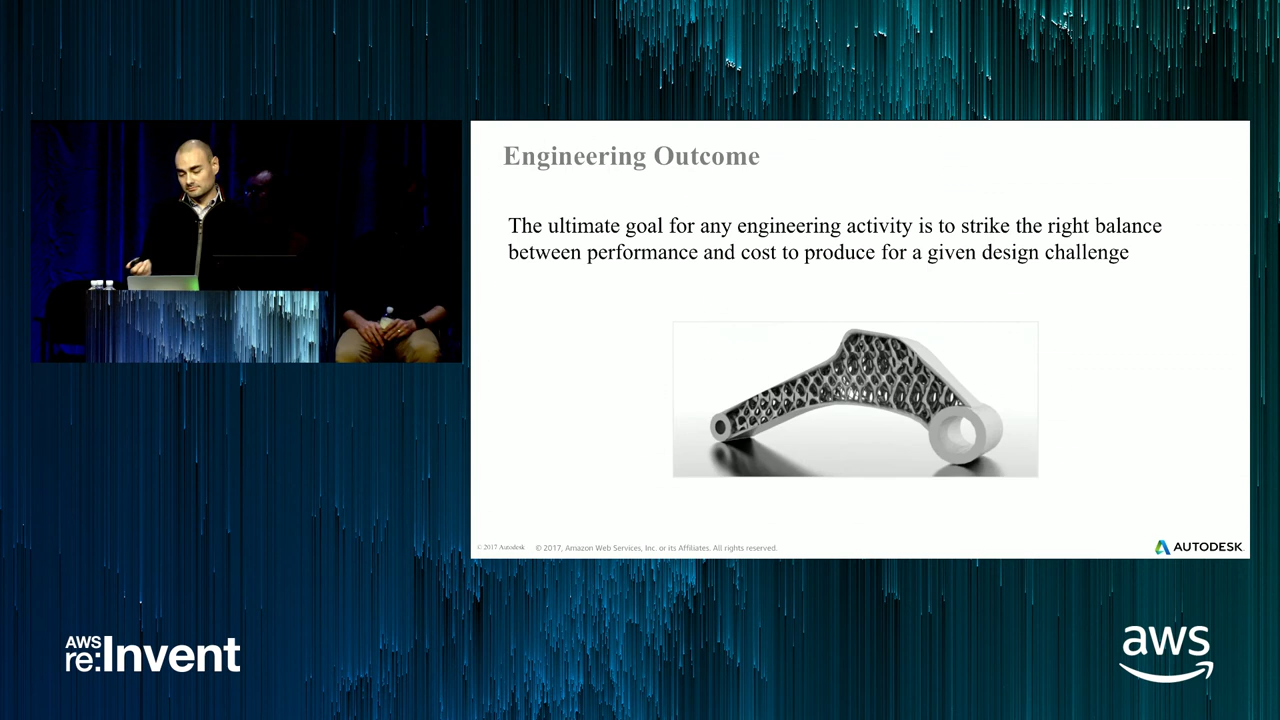 Engineering Outcome
The ultimate goal for any engineering activity is to strike the right balance
between performance and cost to produce for a given design challenge
© 2017 Autodesk © 2017, Amazon Web Services, Inc. or its Affiliates. All rights reserved.
AUTODESK
AWS
re:Invent
aws